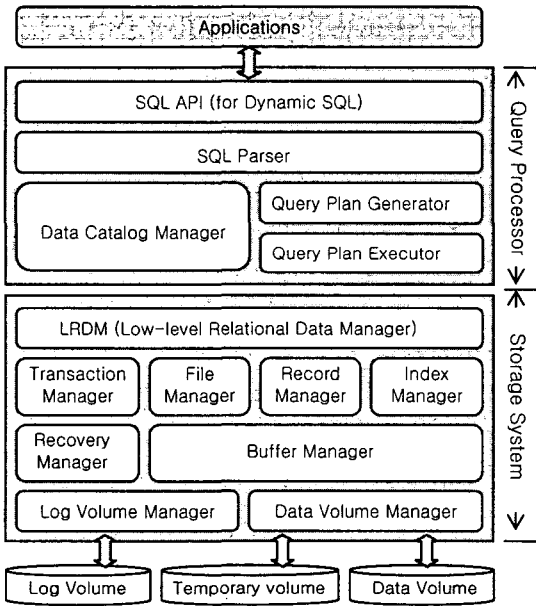 Applications
SQL API (for Dynamic SQL)
SQL Parser
Data Catalog Manager
Query Plan Generator
Query Plan Executor
Query Processor
LRDM (Low-level Relational Data Manager)
Transaction
Manager
File
Manager
Record
Manager
Index
Manager
Recovery
Manager
Buffer Manager
Log Volume Manager
Data Volume Manager
Storage System
Log Volume
Temporary volume
Data Volume